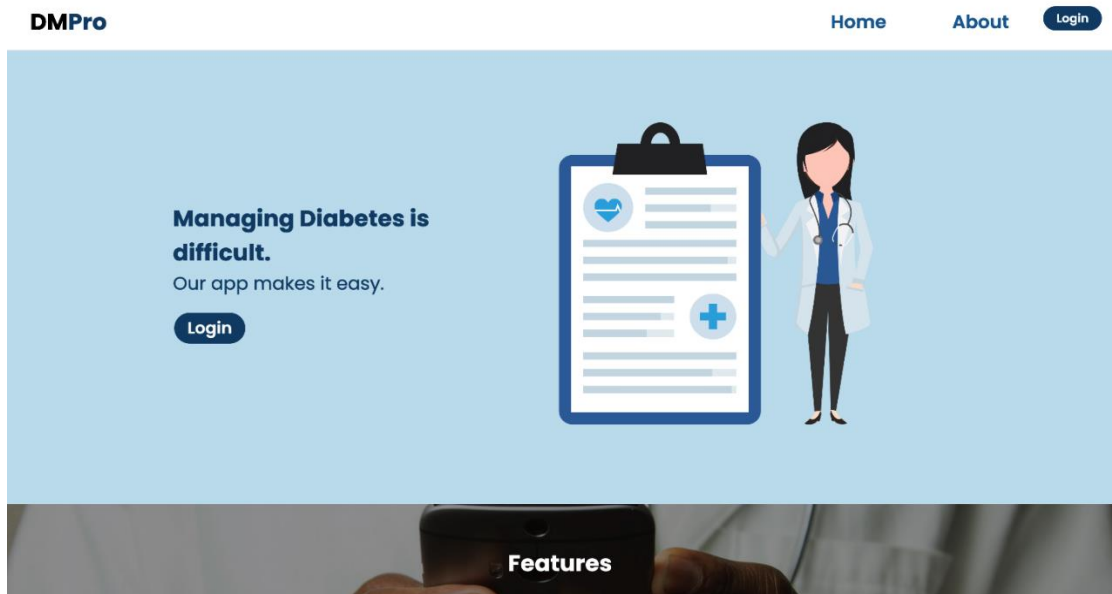 DMPro
Home
About
Login
Managing Diabetes is
difficult.
Our app makes it easy.
Login
Features